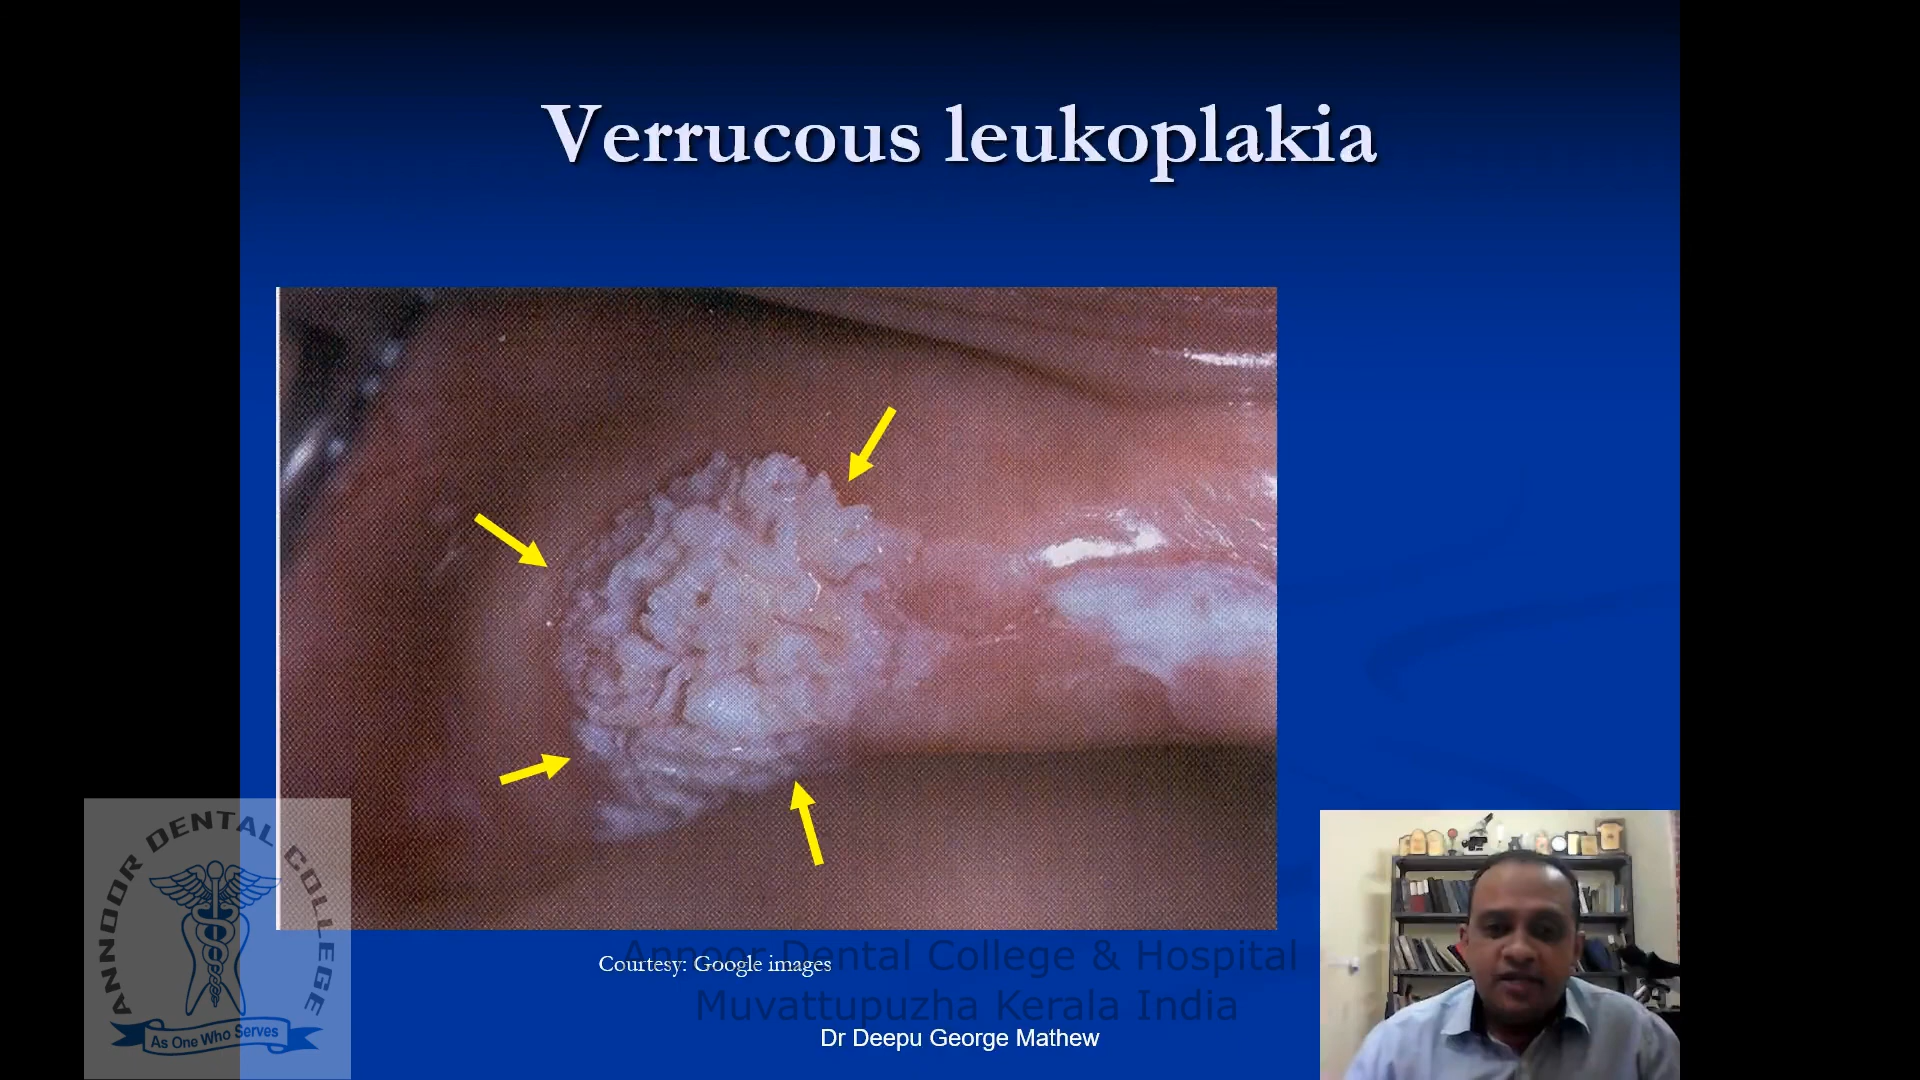 Verrucous leukoplakia
Courtesy: Google images
Annoor Dental College & Hospital
Muvattupuzha Kerala India
Dr Deepu George Mathew
ANNOOR DENTAL COLLEGE
As One Who Serves